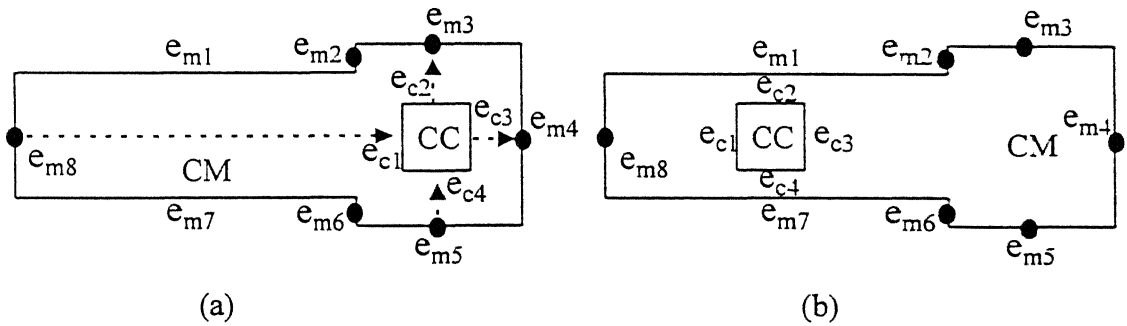 e_m3
e_m1
e_m2
e_c2
e_c3
CC
e_m4
e_c1
e_m8
CM
e_c4
e_m7
e_m6
e_m5
(a)
e_m3
e_m1
e_m2
e_c2
e_m4
e_c1
CC
e_c3
CM
e_m8
e_c4
e_m7
e_m6
e_m5
(b)